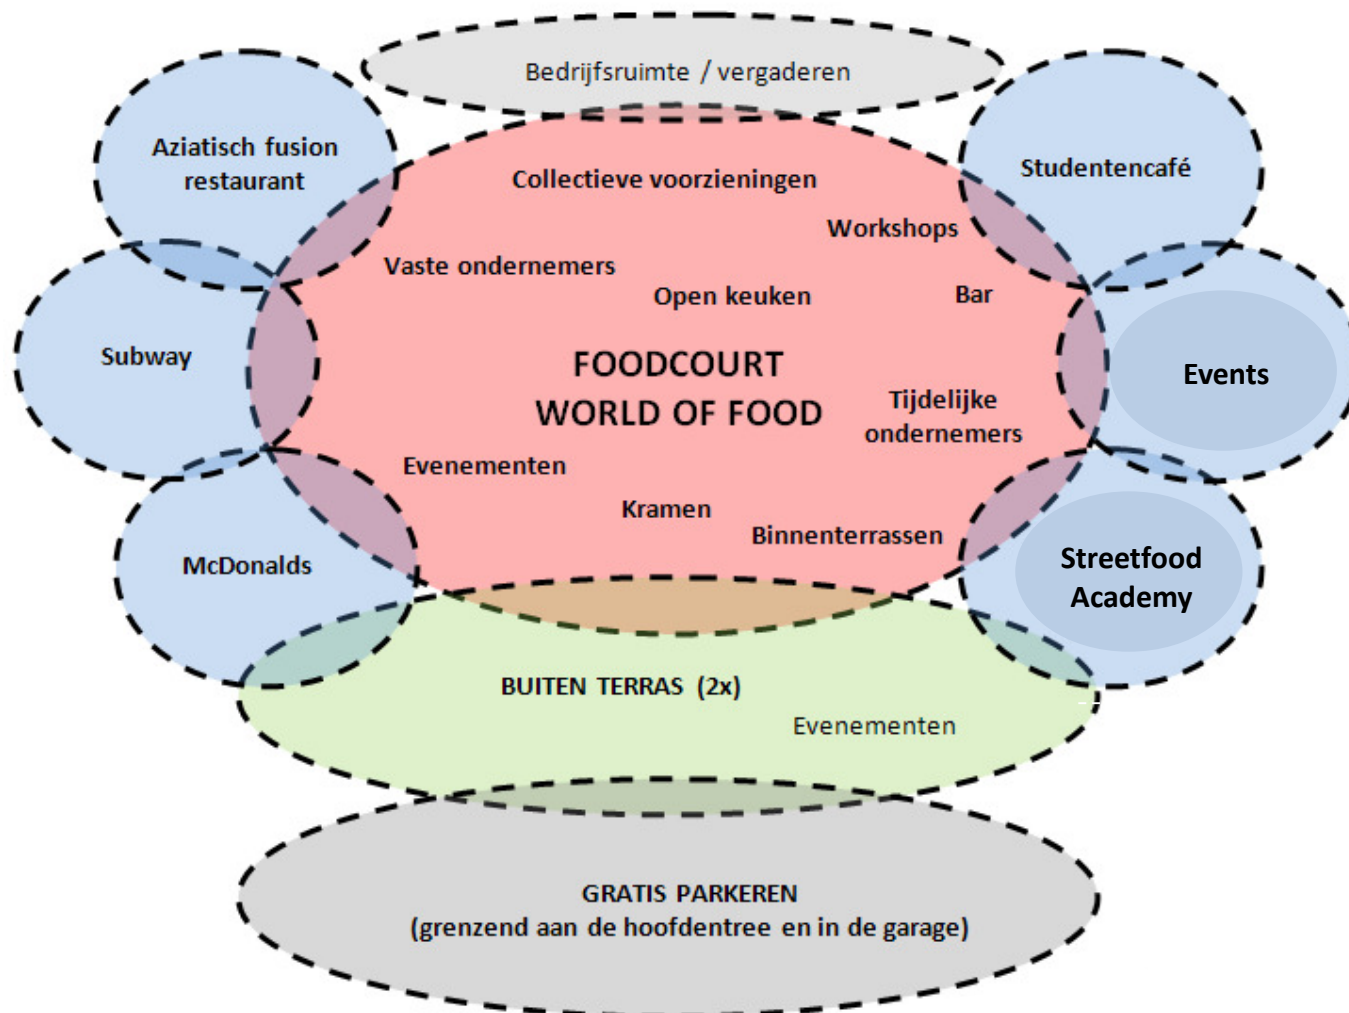 Bedrijfsruimte / vergaderen
Aziatisch fusion
restaurant
Collectieve voorzieningen
Studentencafé
Workshops
Vaste ondernemers
Open keuken
Bar
Subway
FOODCOURT
WORLD OF FOOD
Events
Tijdelijke
ondernemers
Evenementen
Kramen
Binnenterrassen
McDonalds
Streetfood
Academy
BUITEN TERRAS (2x)
Evenementen
GRATIS PARKEREN
(grenzend aan de hoofdentree en in de garage)